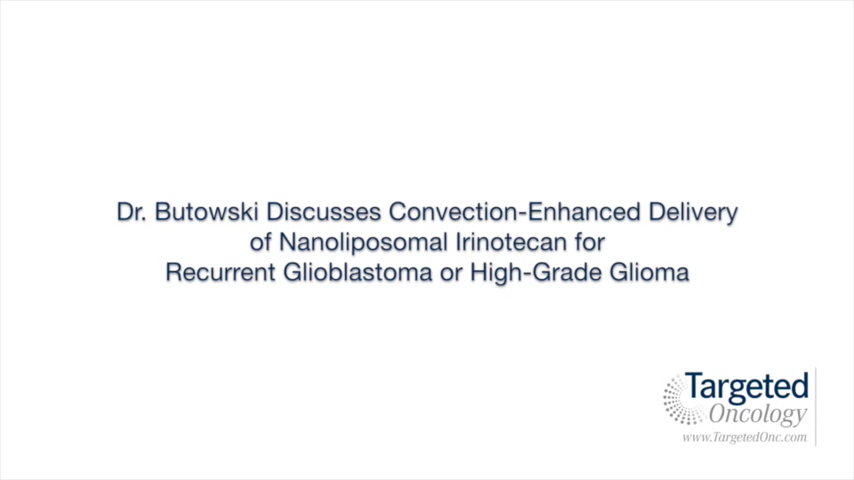 Dr. Butowski Discusses Convection-Enhanced Delivery
of Nanoliposomal Irinotecan for
Recurrent Glioblastoma or High-Grade Glioma
Targeted
Oncology
www.TargetedOnc.com